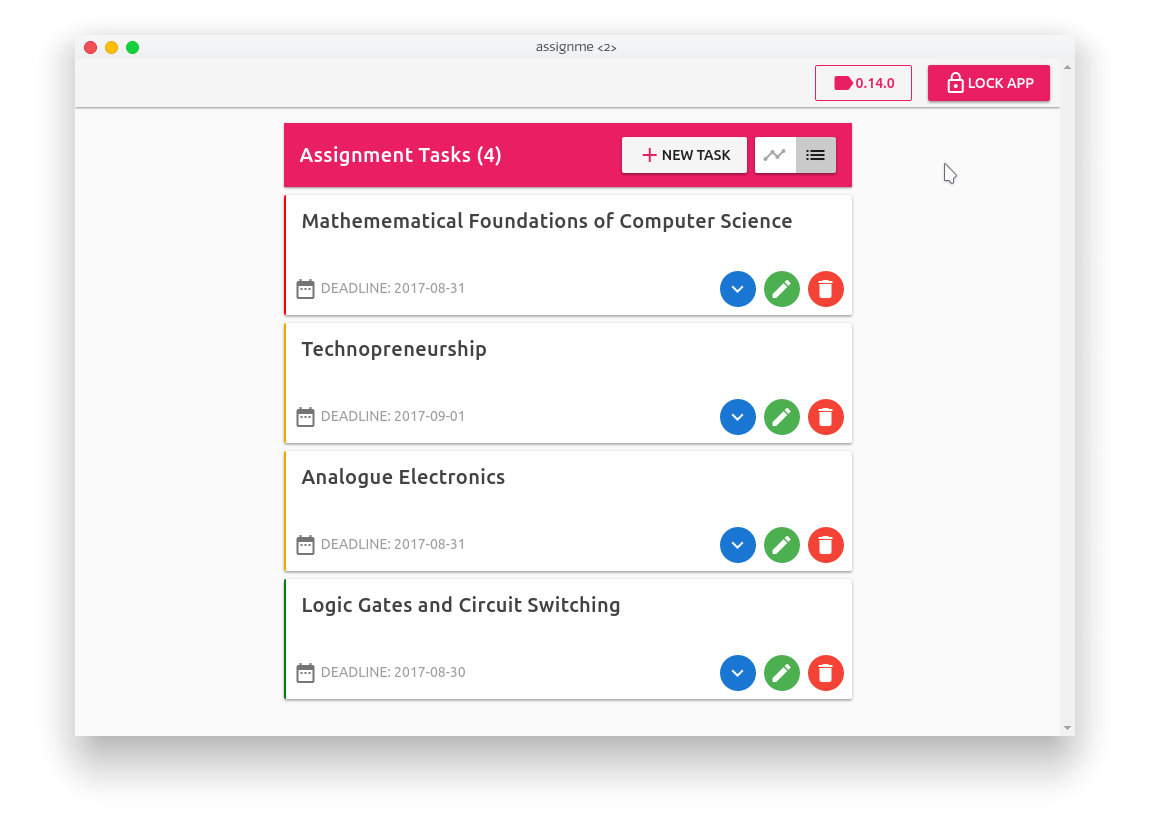 assignme <2>
0.14.0
LOCK APP
Assignment Tasks (4)
NEW TASK
Mathemematical Foundations of Computer Science
DEADLINE: 2017-08-31
Technopreneurship
DEADLINE: 2017-09-01
Analogue Electronics
DEADLINE: 2017-08-31
Logic Gates and Circuit Switching
DEADLINE: 2017-08-30